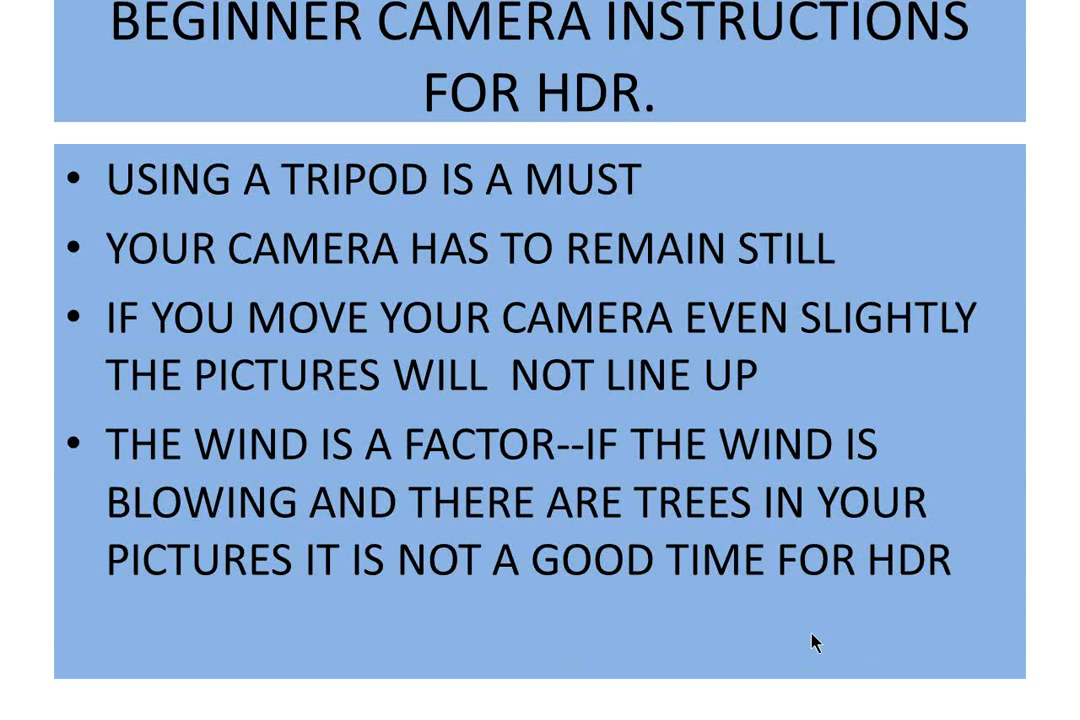 BEGINNER CAMERA INSTRUCTIONS
FOR HDR.
• USING A TRIPOD IS A MUST
• YOUR CAMERA HAS TO REMAIN STILL
• IF YOU MOVE YOUR CAMERA EVEN SLIGHTLY
THE PICTURES WILL  NOT LINE UP
• THE WIND IS A FACTOR--IF THE WIND IS
BLOWING AND THERE ARE TREES IN YOUR
PICTURES IT IS NOT A GOOD TIME FOR HDR